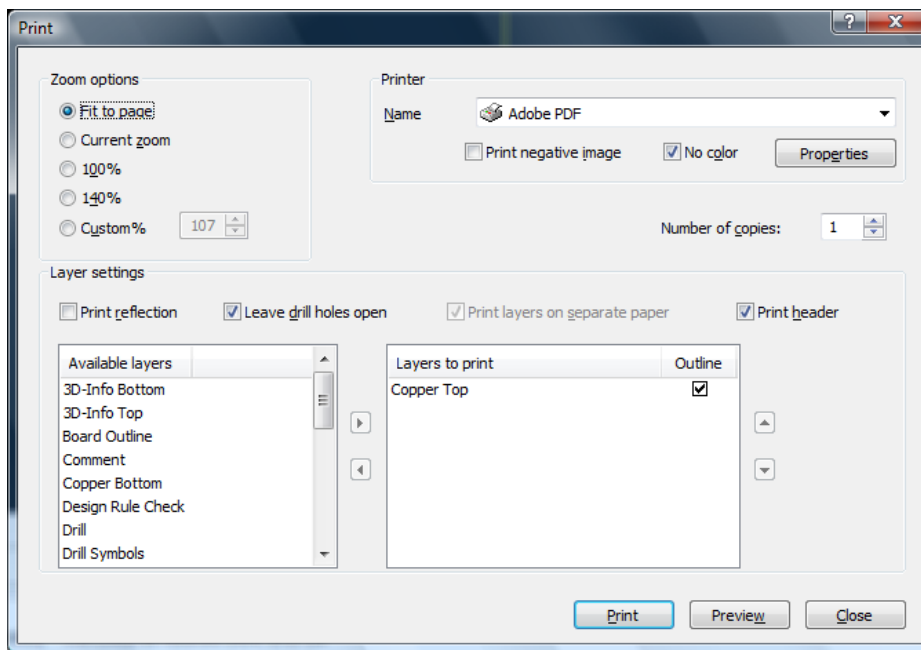 Print
Zoom options
Fit to page
Current zoom
100%
140%
Custom% 107
Printer
Name Adobe PDF
Print negative image No color Properties
Number of copies: 1
Layer settings
Print reflection Leave drill holes open Print layers on separate paper Print header
Available layers
3D-Info Bottom
3D-Info Top
Board Outline
Comment
Copper Bottom
Design Rule Check
Drill
Drill Symbols
Layers to print Outline
Copper Top
Print Preview Close